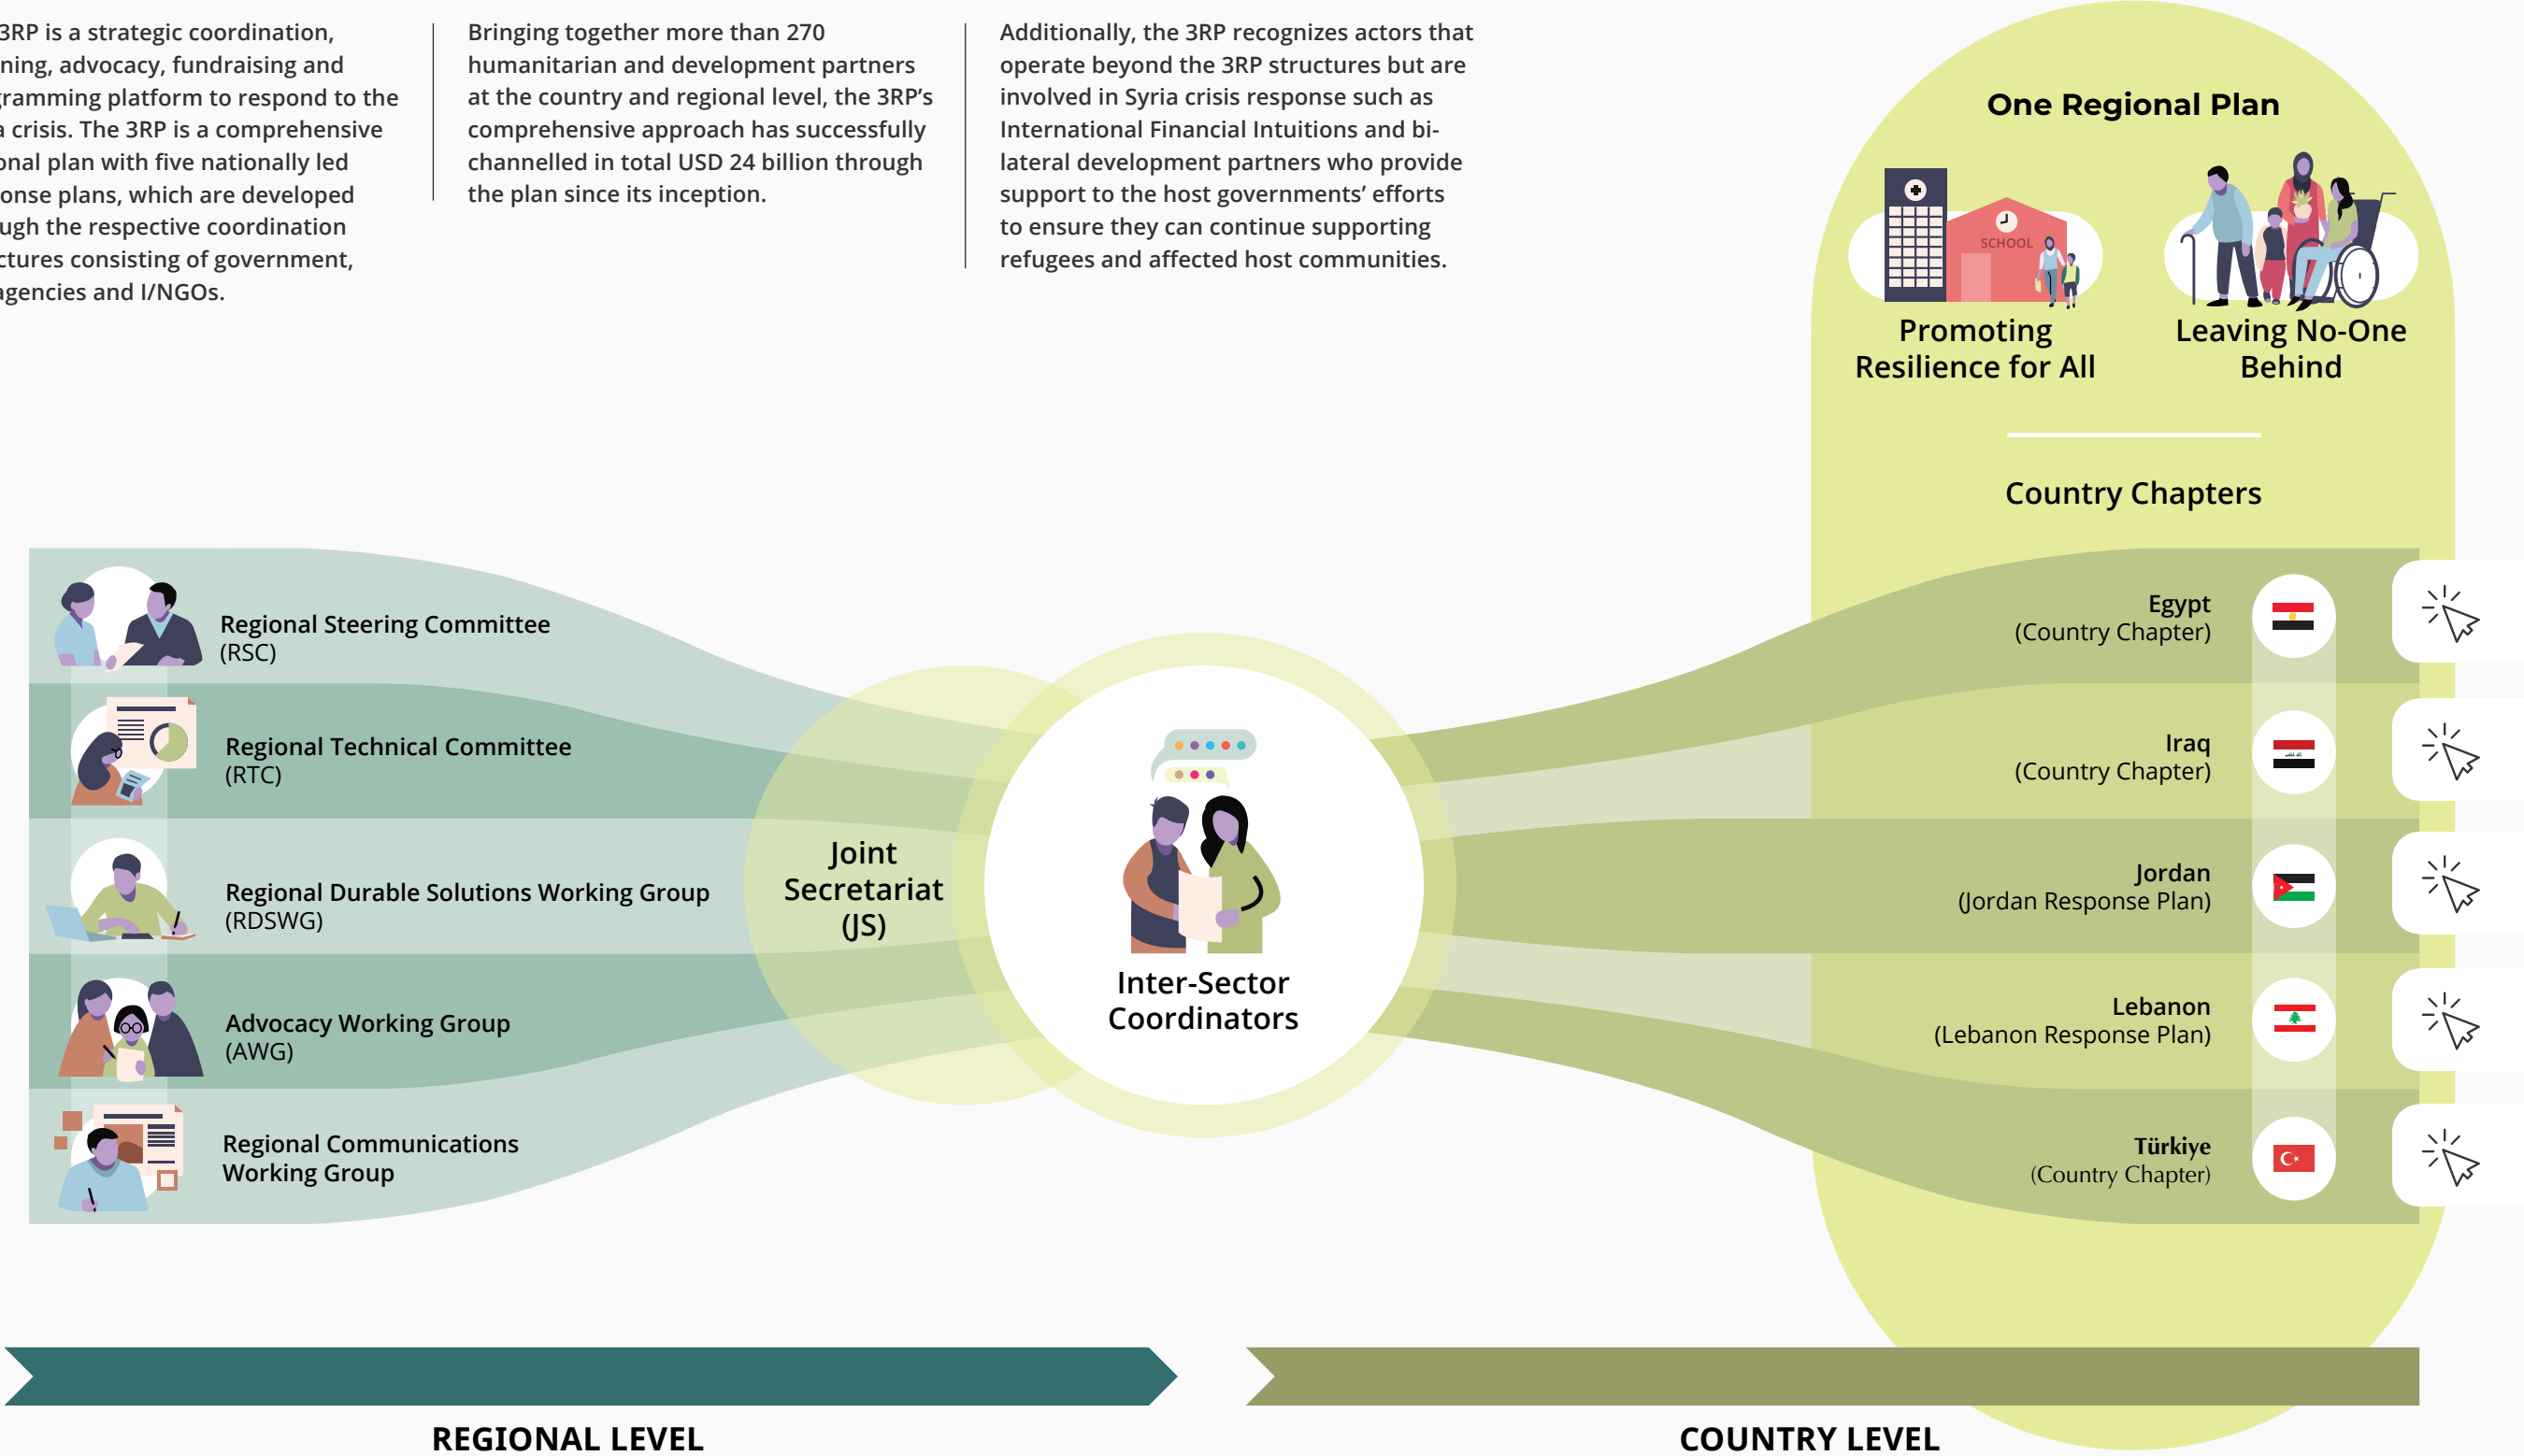 3RP is a strategic coordination,
ning, advocacy, fundraising and
gramming platform to respond to the
a crisis. The 3RP is a comprehensive
onal plan with five nationally led
onse plans, which are developed
ugh the respective coordination
ctures consisting of government,
agencies and I/NGOs.
Bringing together more than 270
humanitarian and development partners
at the country and regional level, the 3RP’s
comprehensive approach has successfully
channelled in total USD 24 billion through
the plan since its inception.
Additionally, the 3RP recognizes actors that
operate beyond the 3RP structures but are
involved in Syria crisis response such as
International Financial Intuitions and bi-
lateral development partners who provide
support to the host governments’ efforts
to ensure they can continue supporting
refugees and affected host communities.
One Regional Plan
SCHOOL
Promoting
Resilience for All
Leaving No-One
Behind
Country Chapters
Regional Steering Committee
(RSC)
Regional Technical Committee
(RTC)
Regional Durable Solutions Working Group
(RDSWG)
Advocacy Working Group
(AWG)
Regional Communications
Working Group
Joint
Secretariat
(JS)
Inter-Sector
Coordinators
Egypt
(Country Chapter)
Iraq
(Country Chapter)
Jordan
(Jordan Response Plan)
Lebanon
(Lebanon Response Plan)
Türkiye
(Country Chapter)
REGIONAL LEVEL
COUNTRY LEVEL